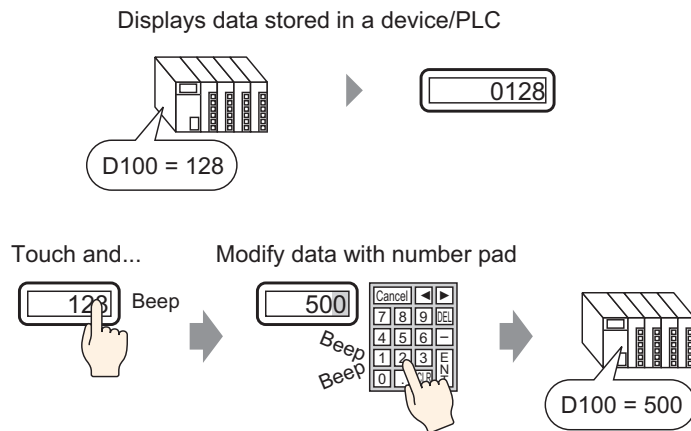 Displays data stored in a device/PLC
0128
D100 = 128
Touch and...
Modify data with number pad
128
Beep
500
Beep
Beep
Cancel ◀ ▶
7 8 9 DEL
4 5 6 −
1 2 3 ENT
0 . CLR
D100 = 500